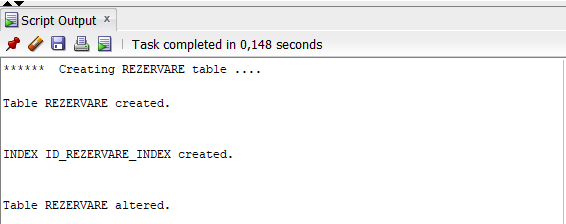 Script Output x
Task completed in 0,148 seconds
****** Creating REZERVARE table ....
Table REZERVARE created.
INDEX ID_REZERVARE_INDEX created.
Table REZERVARE altered.